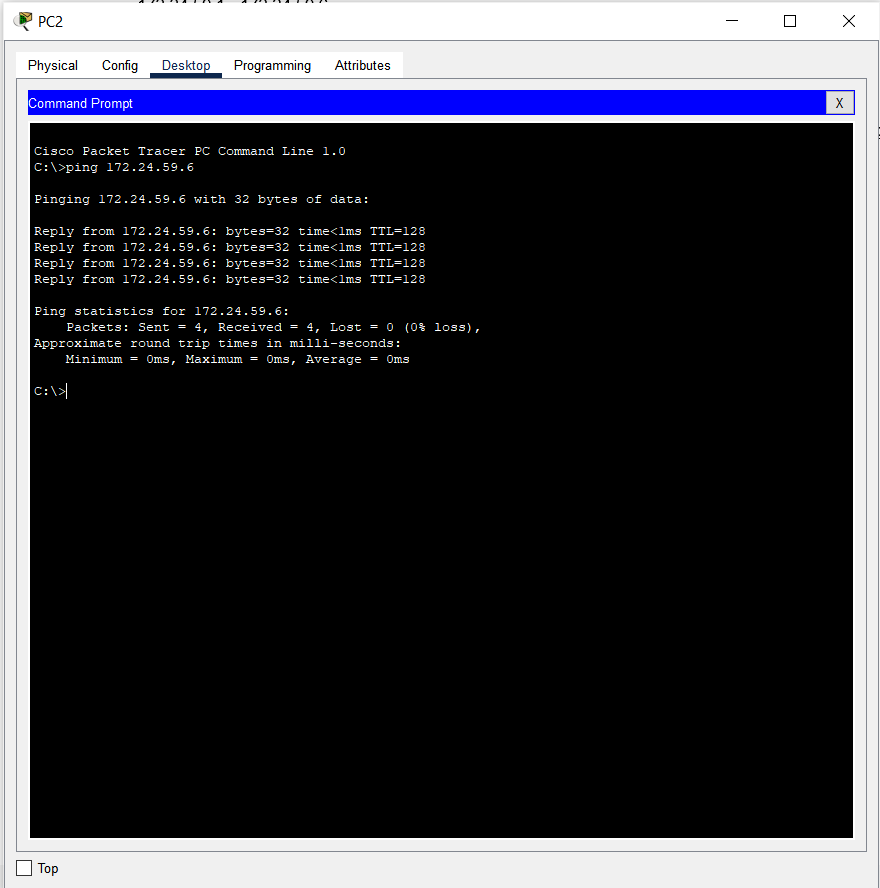 PC2
Physical Config Desktop Programming Attributes
Command Prompt
X
Cisco Packet Tracer PC Command Line 1.0
C:\>ping 172.24.59.6
Pinging 172.24.59.6 with 32 bytes of data:
Reply from 172.24.59.6: bytes=32 time<1ms TTL=128
Reply from 172.24.59.6: bytes=32 time<1ms TTL=128
Reply from 172.24.59.6: bytes=32 time<1ms TTL=128
Reply from 172.24.59.6: bytes=32 time<1ms TTL=128
Ping statistics for 172.24.59.6:
Packets: Sent = 4, Received = 4, Lost = 0 (0% loss),
Approximate round trip times in milli-seconds:
Minimum = 0ms, Maximum = 0ms, Average = 0ms
C:\>
Top